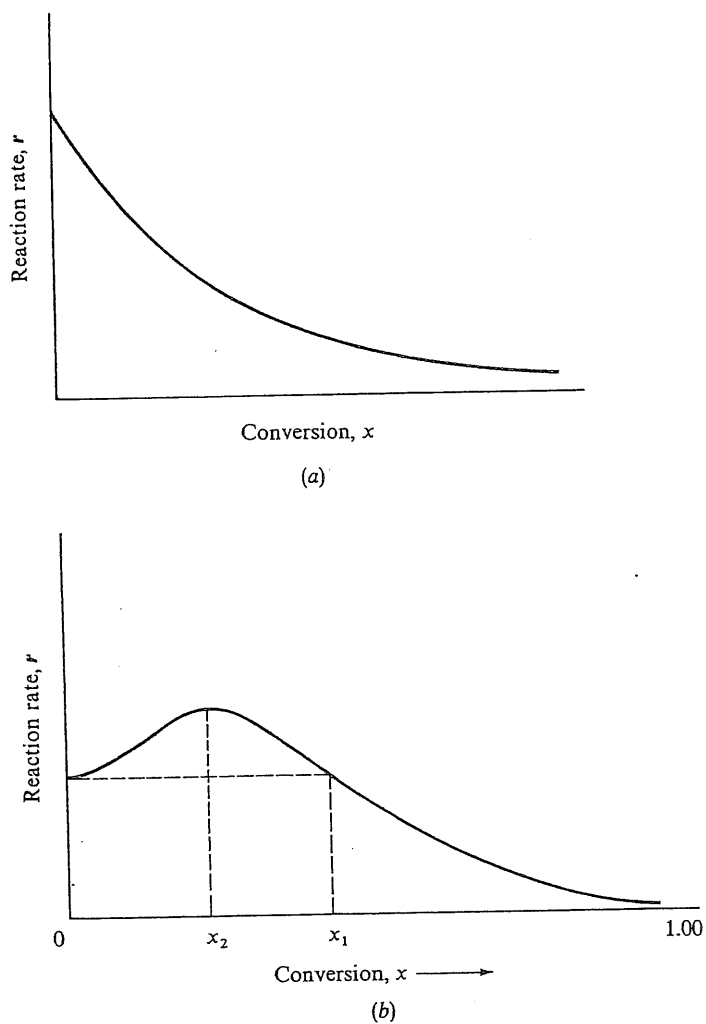 Reaction rate, r
Conversion, x
(a)
Reaction rate, r
0
x₂
x₁
1.00
Conversion, x ⟶
(b)